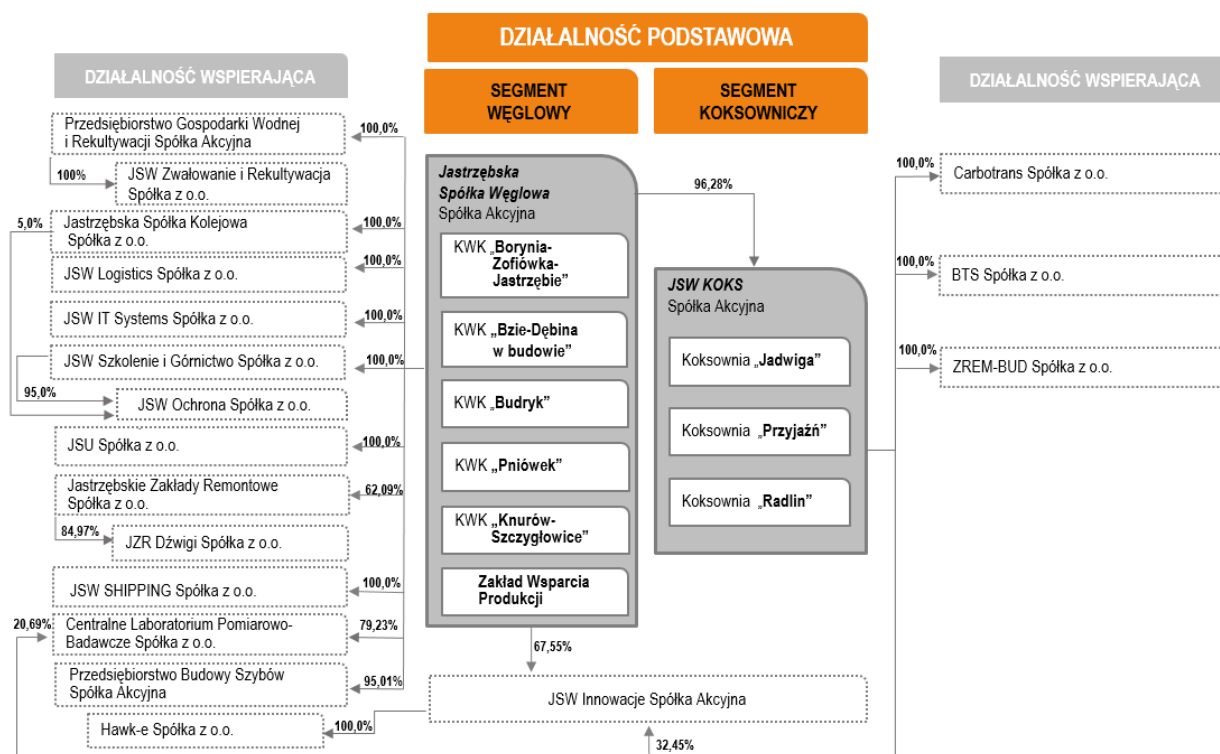 DZIAŁALNOŚĆ PODSTAWOWA
DZIAŁALNOŚĆ WSPIERAJĄCA
SEGMENT
WĘGLOWY
SEGMENT
KOKSOWNICZY
DZIAŁALNOŚĆ WSPIERAJĄCA
Przedsiębiorstwo Gospodarki Wodnej
i Rekultywacji Spółka Akcyjna
100,0%
100%
JSW Zwałowanie i Rekultywacja
Spółka z o.o.
5,0%
Jastrzębska Spółka Kolejowa
Spółka z o.o.
100,0%
JSW Logistics Spółka z o.o.
100,0%
JSW IT Systems Spółka z o.o.
100,0%
JSW Szkolenie i Górnictwo Spółka z o.o.
100,0%
95,0%
JSW Ochrona Spółka z o.o.
JSU Spółka z o.o.
100,0%
Jastrzębskie Zakłady Remontowe
Spółka z o.o.
62,09%
84,97%
JZR Dźwigi Spółka z o.o.
JSW SHIPPING Spółka z o.o.
100,0%
20,69%
Centralne Laboratorium Pomiarowo-
Badawcze Spółka z o.o.
79,23%
Przedsiębiorstwo Budowy Szybów
Spółka Akcyjna
95,01%
Hawk-e Spółka z o.o.
100,0%
Jastrzębska
Spółka Węglowa
Spółka Akcyjna
KWK „Borynia-
Zofiówka-
Jastrzębie”
KWK „Bzie-Dębina
w budowie”
KWK „Budryk”
KWK „Pniówek”
KWK „Knurów-
Szczygłowice”
Zakład Wsparcia
Produkcji
67,55%
JSW Innowacje Spółka Akcyjna
32,45%
96,28%
JSW KOKS
Spółka Akcyjna
Koksownia „Jadwiga”
Koksownia „Przyjaźń”
Koksownia „Radlin”
100,0%
Carbotrans Spółka z o.o.
100,0%
BTS Spółka z o.o.
100,0%
ZREM-BUD Spółka z o.o.